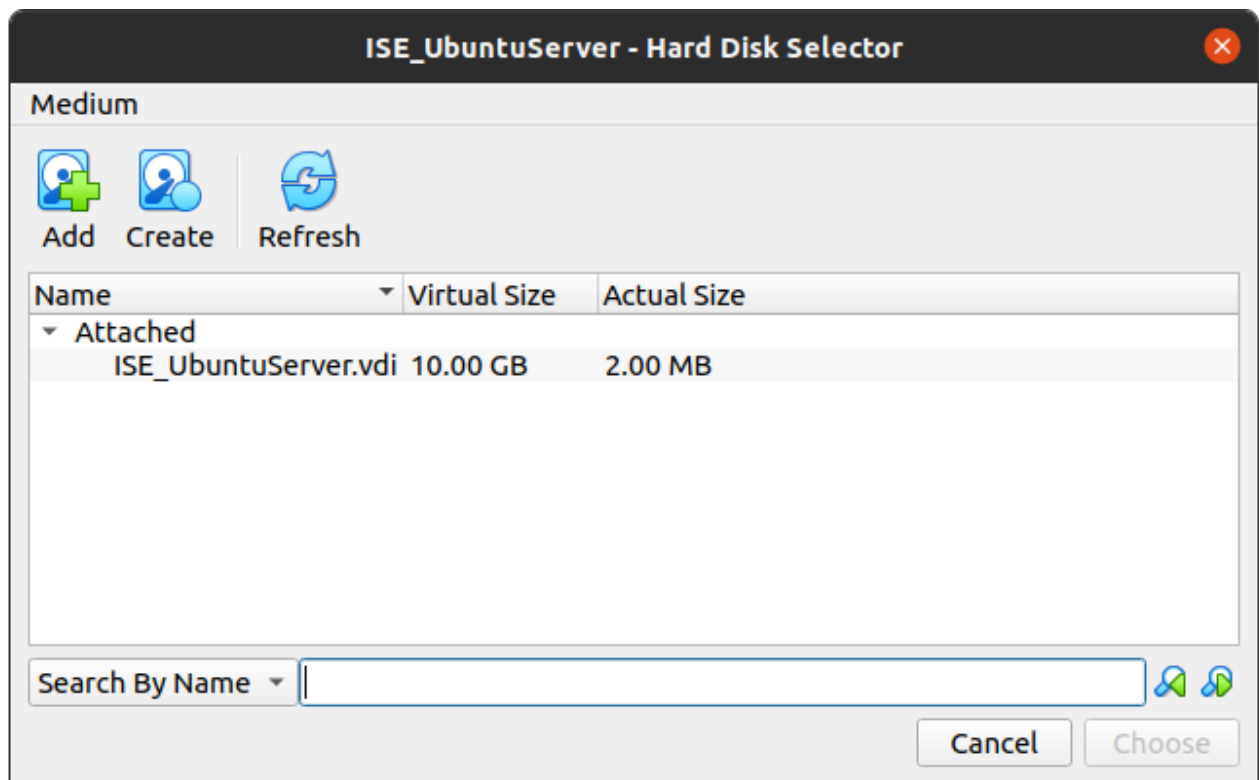 ISE_UbuntuServer - Hard Disk Selector
Medium
Add Create Refresh
Name Virtual Size Actual Size
Attached
ISE_UbuntuServer.vdi 10.00 GB 2.00 MB
Search By Name
Cancel Choose